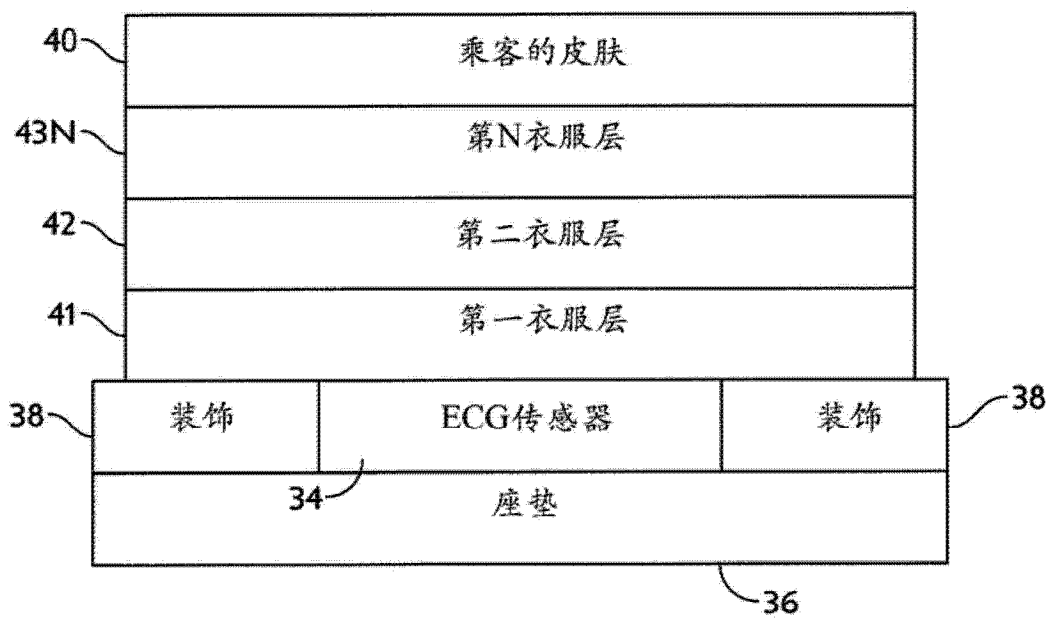 40 乘客的皮肤
43N 第N衣服层
42 第二衣服层
41 第一衣服层
38 装饰 ECG传感器 装饰 38
34 座垫
36